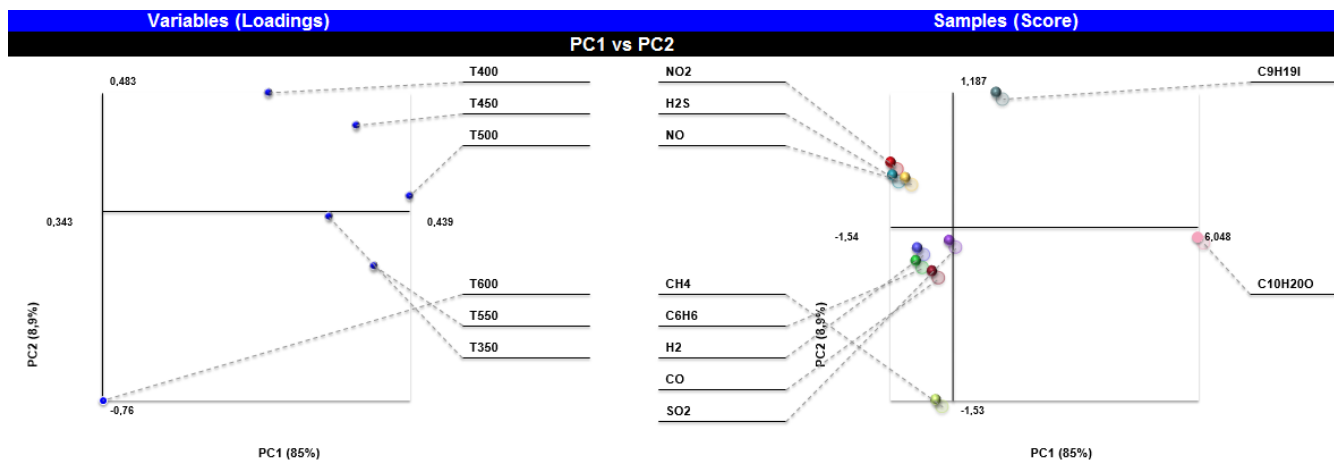 Variables (Loadings)
Samples (Score)
PC1 vs PC2
0,483
T400
T450
T500
0,343
0,439
T600
T550
T350
-0,76
PC2 (8,9%)
PC1 (85%)
NO2
H2S
NO
1,187
C9H19I
-1,54
6,048
CH4
C6H6
H2
CO
SO2
C10H20O
-1,53
PC2 (8,9%)
PC1 (85%)